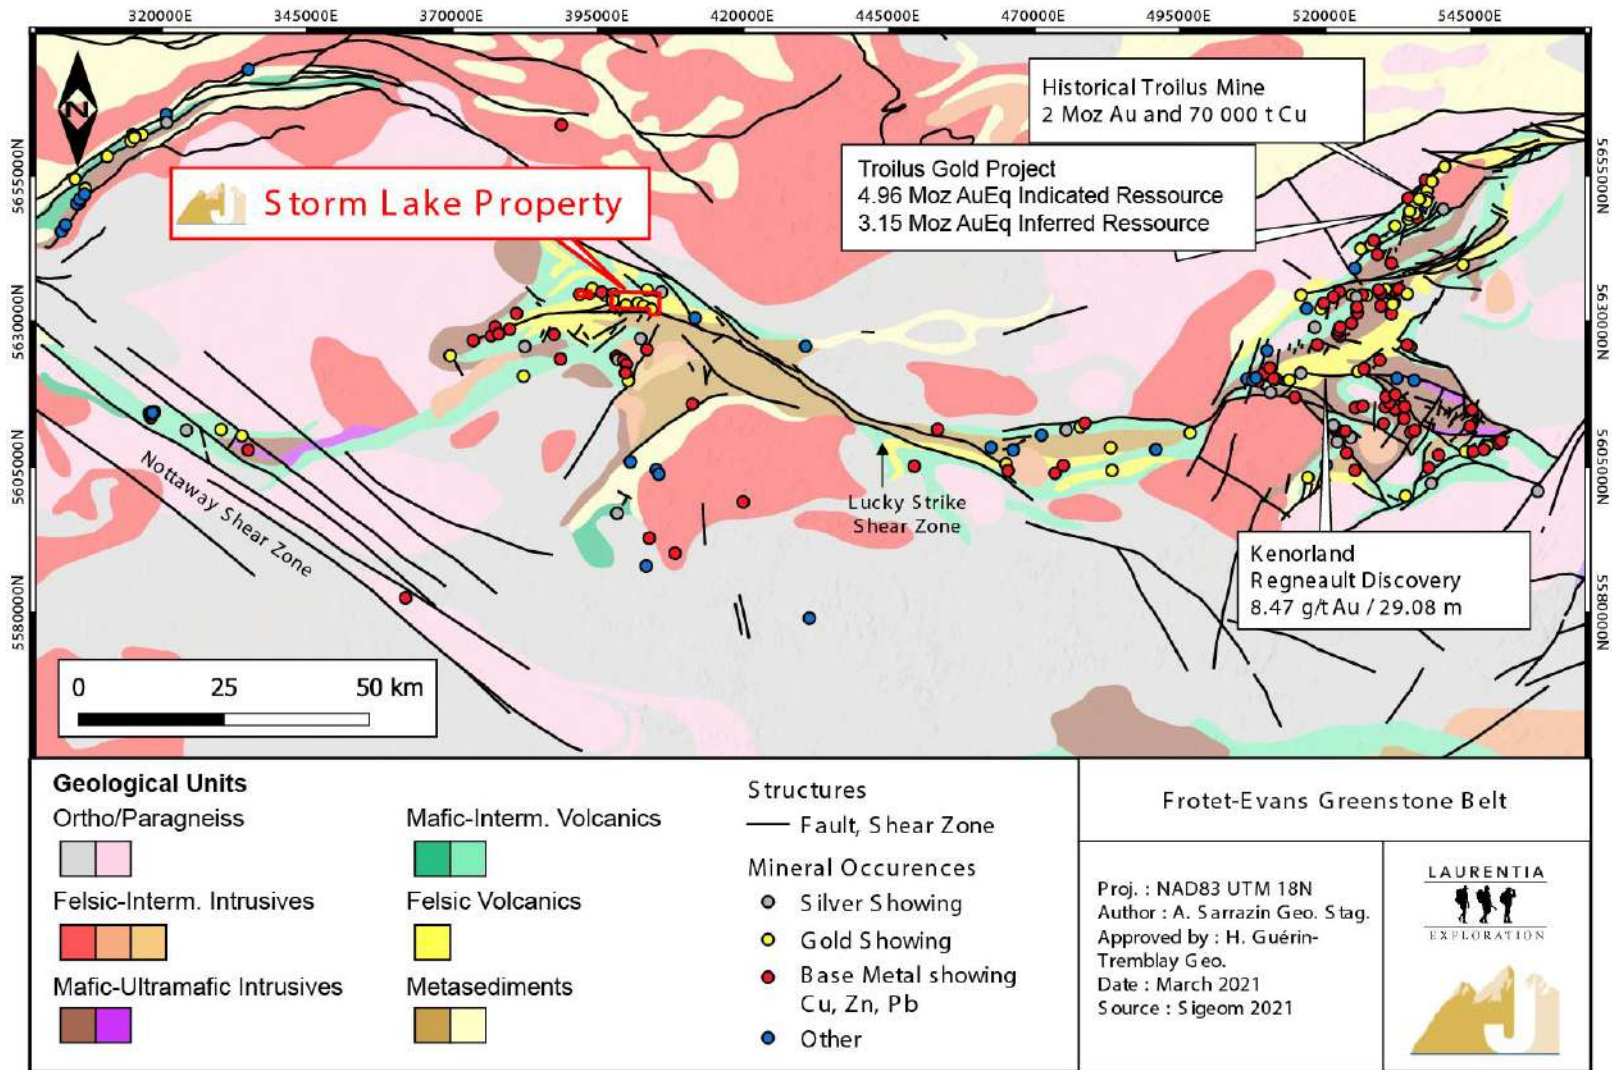 320000E 345000E 370000E 395000E 420000E 445000E 470000E 495000E 520000E 545000E
N
Historical Troilus Mine
2 Moz Au and 70 000 t Cu
5655000N
5655000N
Troilus Gold Project
4.96 Moz AuEq Indicated Ressource
3.15 Moz AuEq Inferred Ressource
J
Storm Lake Property
5630000N
5630000N
5605000N
5605000N
Nottaway Shear Zone
Lucky Strike
Shear Zone
Kenorland
Regneault Discovery
8.47 g/t Au / 29.08 m
5580000N
5580000N
0 25 50 km
Geological Units
Ortho/Paragneiss
Felsic-Interm. Intrusives
Mafic-Ultramafic Intrusives
Mafic-Interm. Volcanics
Felsic Volcanics
Metasediments
Structures
Fault, Shear Zone
Mineral Occurences
Silver Showing
Gold Showing
Base Metal showing
Cu, Zn, Pb
Other
Frotet-Evans Greenstone Belt
Proj. : NAD83 UTM 18N
Author : A. Sarrazin Geo. Stag.
Approved by : H. Guérin-
Tremblay Geo.
Date : March 2021
Source : Sigeom 2021
LAURENTIA
EXPLORATION
J